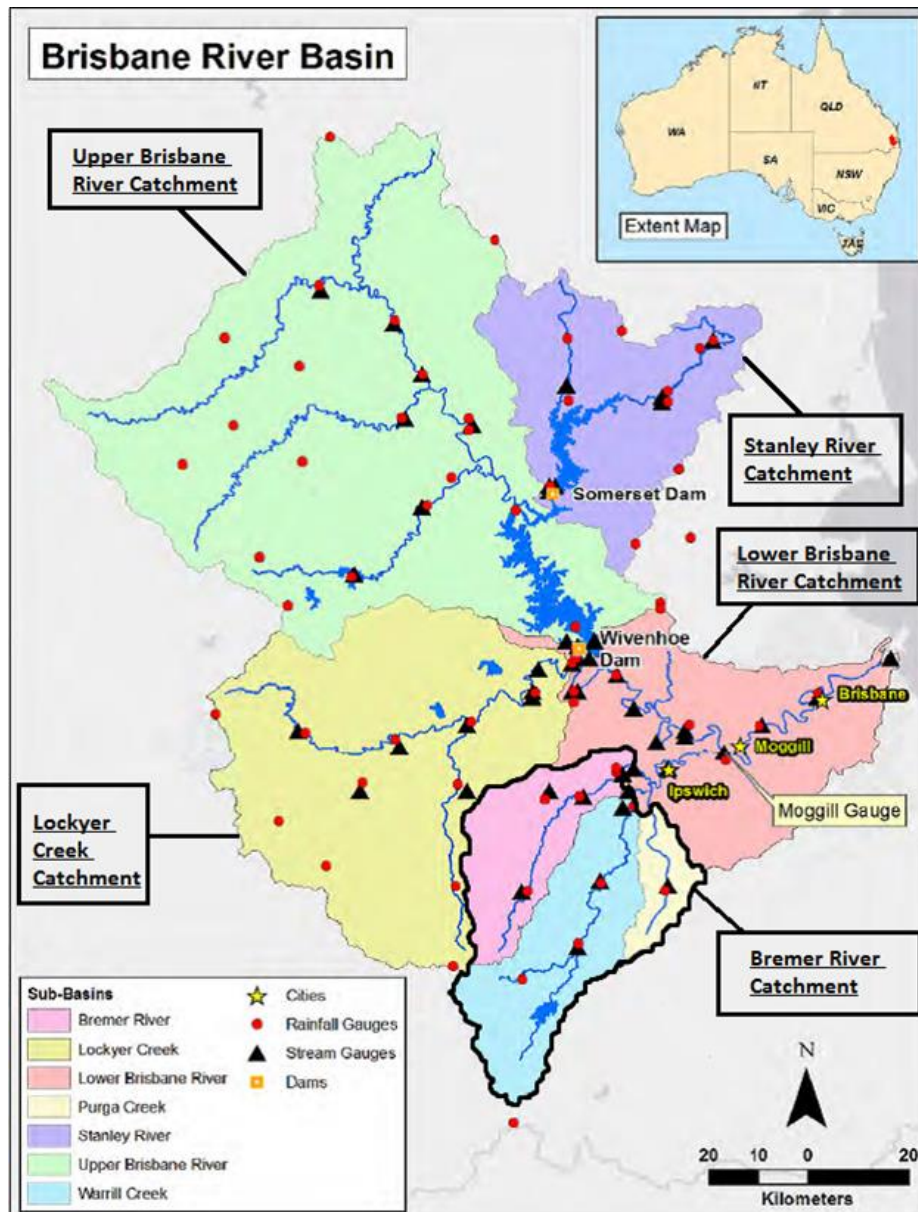 Brisbane River Basin
NT
QLD
WA
SA
NSW
VIC
TAS
Extent Map
Upper Brisbane
River Catchment
Stanley River
Catchment
Somerset Dam
Lower Brisbane
River Catchment
Wivenhoe
Dam
Brisbane
Moggill
Ipswich
Moggill Gauge
Lockyer
Creek
Catchment
Bremer River
Catchment
Sub-Basins
Bremer River
Lockyer Creek
Lower Brisbane River
Purga Creek
Stanley River
Upper Brisbane River
Warrill Creek
Cities
Rainfall Gauges
Stream Gauges
Dams
N
20 10 0 20
Kilometers